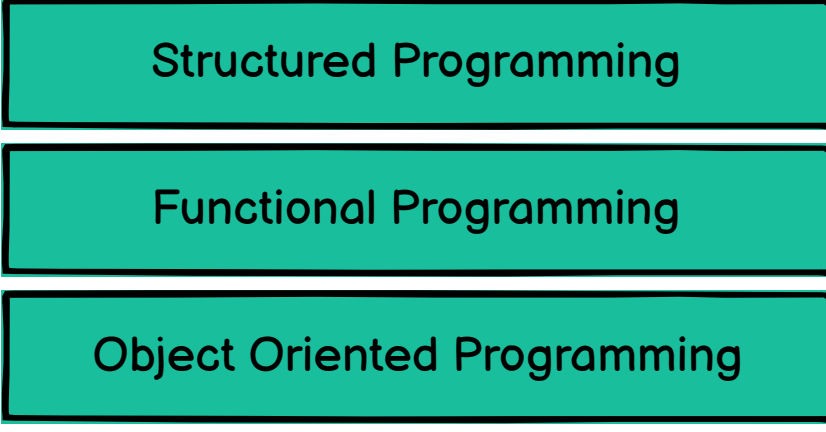 Structured Programming
Functional Programming
Object Oriented Programming